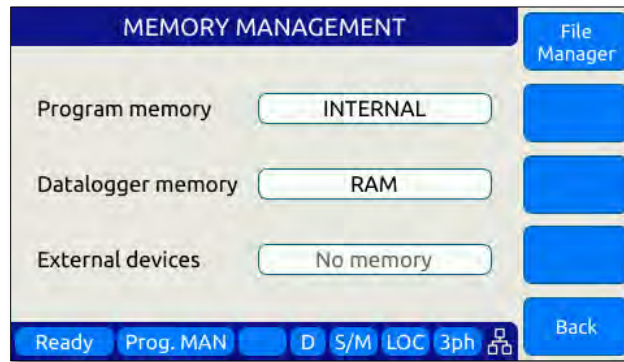 MEMORY MANAGEMENT
File
Manager
Program memory
INTERNAL
Datalogger memory
RAM
External devices
No memory
Back
Ready
Prog. MAN
D
S/M
LOC
3ph